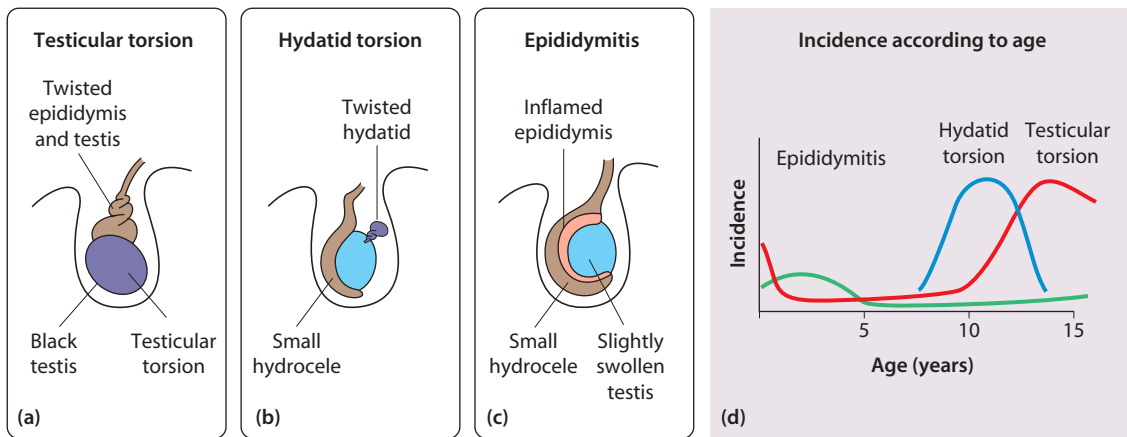 Testicular torsion
Twisted
epididymis
and testis
Black
testis
Testicular
torsion
(a)
Hydatid torsion
Twisted
hydatid
Small
hydrocele
(b)
Epididymitis
Inflamed
epididymis
Small
hydrocele
Slightly
swollen
testis
(c)
Incidence according to age
Epididymitis
Hydatid
torsion
Testicular
torsion
Incidence
5
10
15
Age (years)
(d)